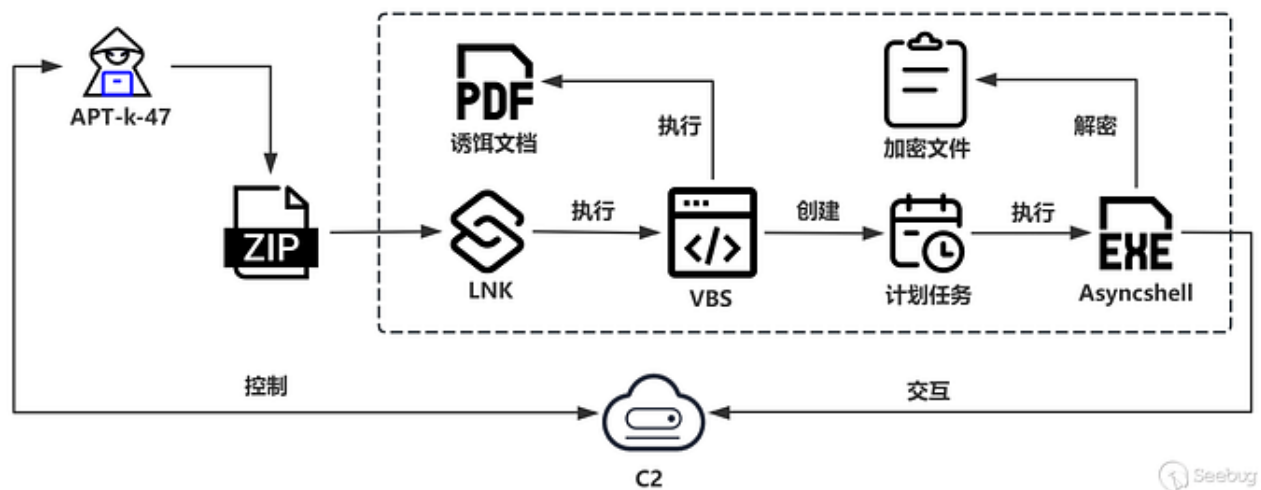 APT-k-47
PDF
诱饵文档
执行
加密文件
解密
ZIP
LNK
执行
VBS
创建
计划任务
执行
EXE
Asyncshell
控制
交互
C2
Seebug